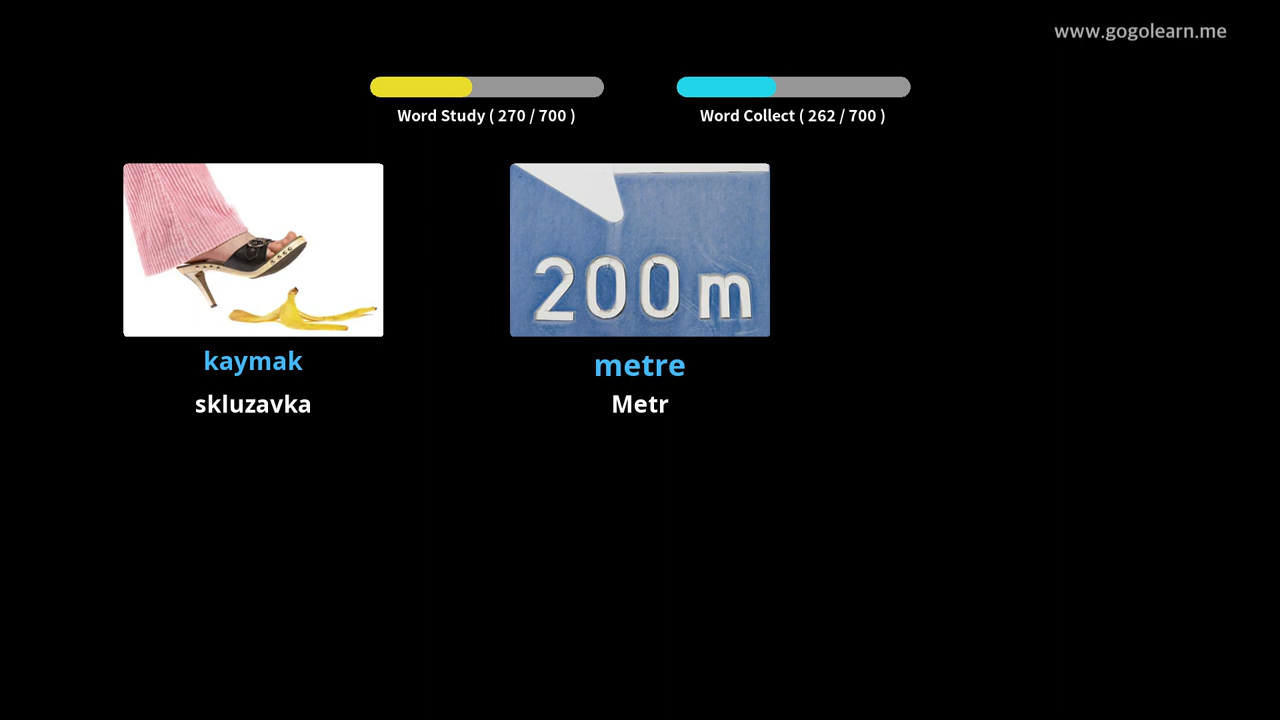 www.gogolearn.me
Word Study ( 270 / 700 )
Word Collect ( 262 / 700 )
200 m
kaymak
metre
skluzavka
Metr